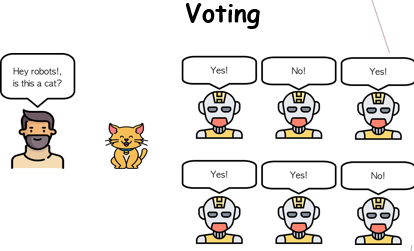 Voting
Hey robots!,
is this a cat?
Yes!
No!
Yes!
Yes!
Yes!
No!